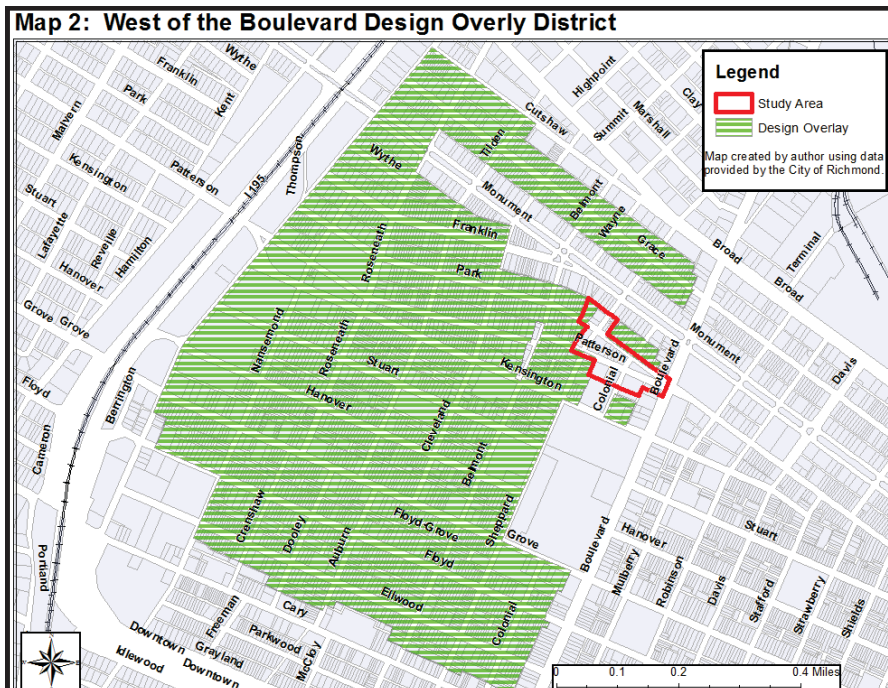 Map 2:  West of the Boulevard Design Overly District
Legend
Study Area
Design Overlay
Map created by author using data
provided by the City of Richmond.
Wythe
Franklin
Park
Kent
Malvern
Kensington
Patterson
Stuart
Lafayette
Reveille
Hamilton
Hanover
Grove
Grove
Floyd
Cameron
Portland
Berrington
I 195
Thompson
Wythe
Tilden
Cutshaw
Highpoint
Summit
Marshall
Clay
Monument
Belmont
Wayne
Grace
Broad
Broad
Terminal
Franklin
Park
Roseneath
Nansemond
Roseneath
Stuart
Hanover
Kensington
Patterson
Colonial
Boulevard
Monument
Davis
Cleveland
Belmont
Sheppard
Grove
Boulevard
Hanover
Stuart
Mulberry
Robinson
Davis
Stafford
Strawberry
Shields
Crenshaw
Dooley
Auburn
Floyd Grove
Floyd
Ellwood
Colonial
Cary
Freeman
Parkwood
Grayland
McCloy
Downtown
Downtown
Idlewood
0
0.1
0.2
0.4 Miles